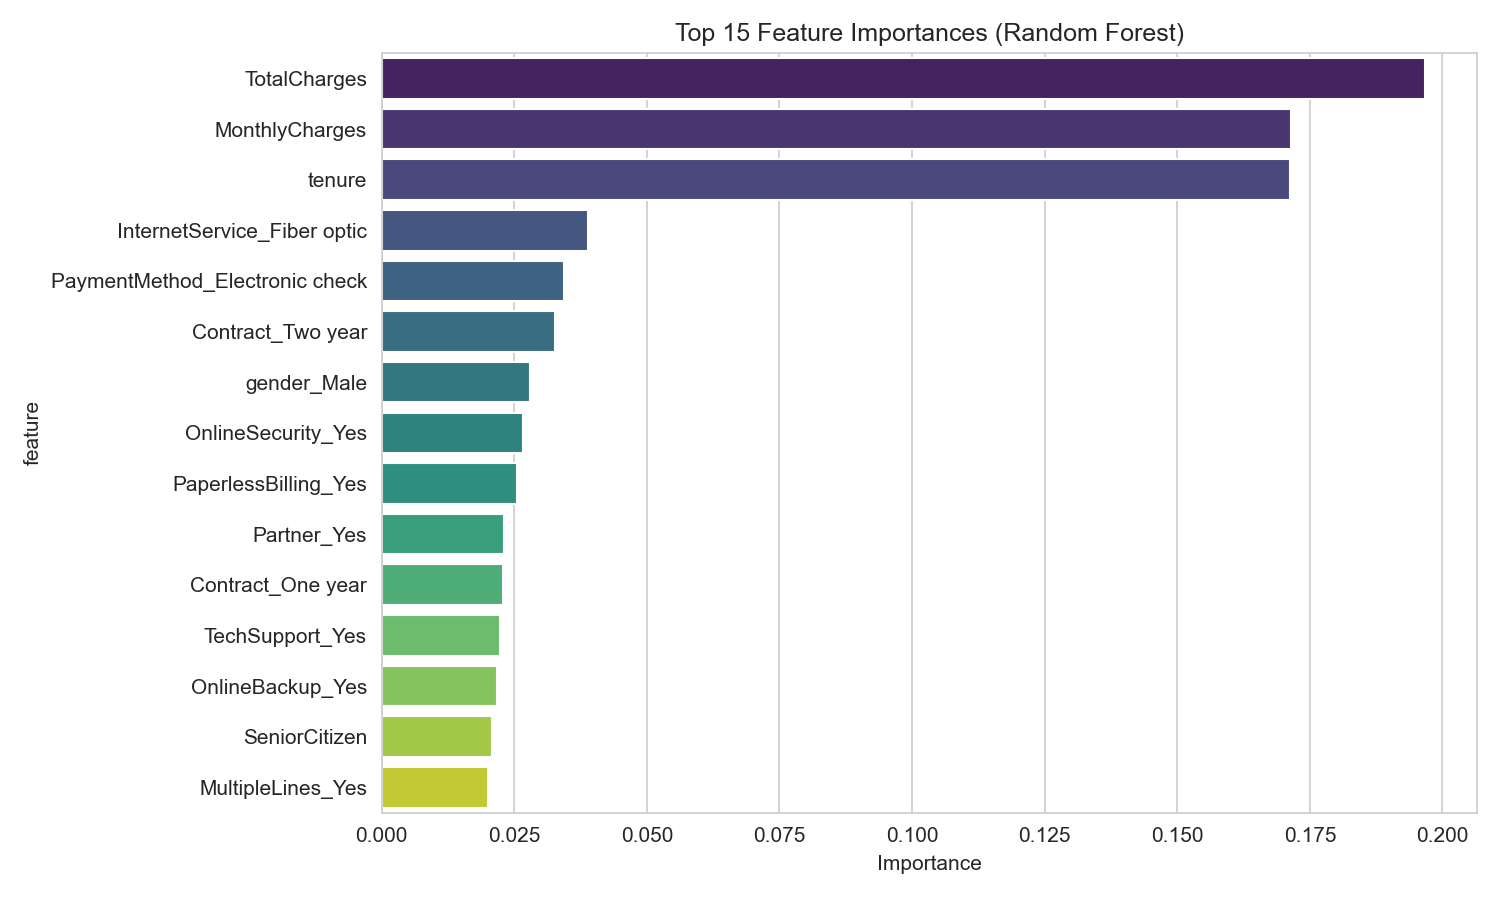 Top 15 Feature Importances (Random Forest)
TotalCharges
MonthlyCharges
tenure
InternetService_Fiber optic
PaymentMethod_Electronic check
Contract_Two year
gender_Male
OnlineSecurity_Yes
PaperlessBilling_Yes
Partner_Yes
Contract_One year
TechSupport_Yes
OnlineBackup_Yes
SeniorCitizen
MultipleLines_Yes
feature
0.000 0.025 0.050 0.075 0.100 0.125 0.150 0.175 0.200
Importance